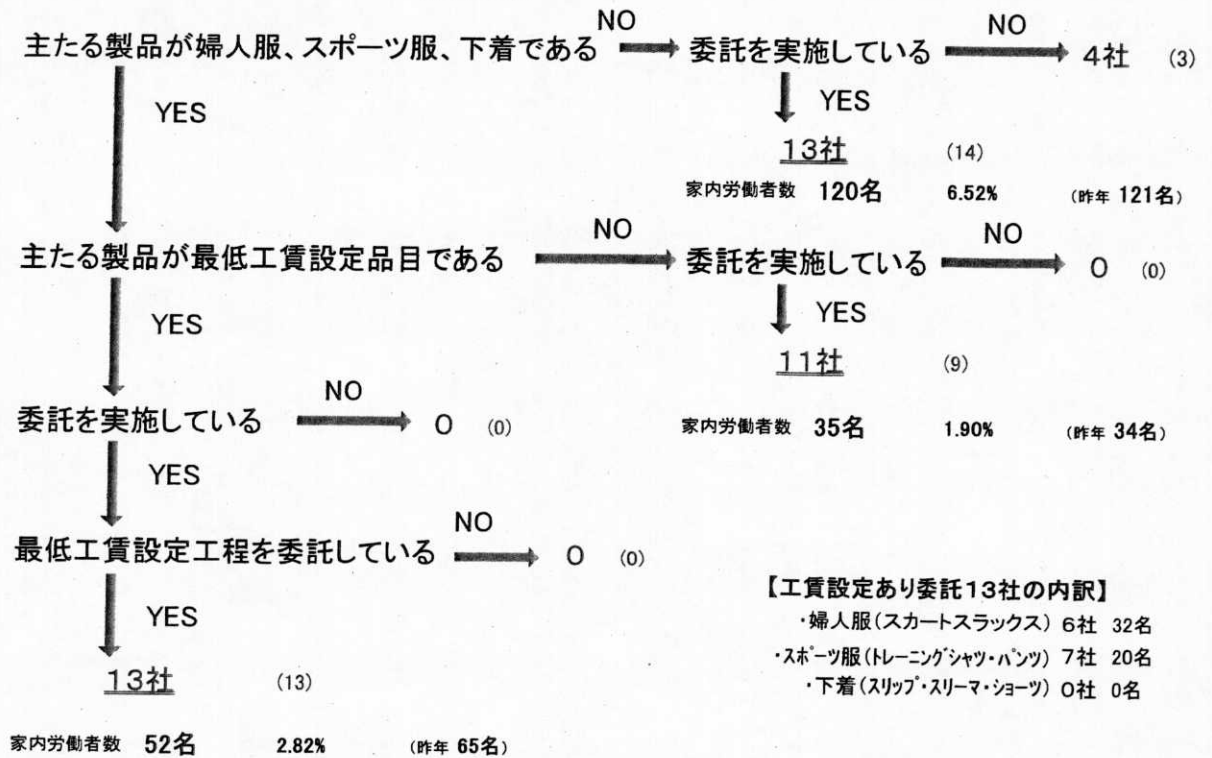 主たる製品が婦人服、スポーツ服、下着である
NO
委託を実施している
NO
4社 (3)
YES
YES
13社 (14)
家内労働者数 120名 6.52% (昨年 121名)
主たる製品が最低工賃設定品目である
NO
委託を実施している
NO
0 (0)
YES
YES
11社 (9)
家内労働者数 35名 1.90% (昨年 34名)
委託を実施している
NO
0 (0)
YES
最低工賃設定工程を委託している
NO
0 (0)
YES
13社 (13)
家内労働者数 52名 2.82% (昨年 65名)
【工賃設定あり委託13社の内訳】
・婦人服(スカートスラックス) 6社 32名
・スポーツ服(トレーニングシャツ・パンツ) 7社 20名
・下着(スリップ・スリーマ・ショーツ) 0社 0名